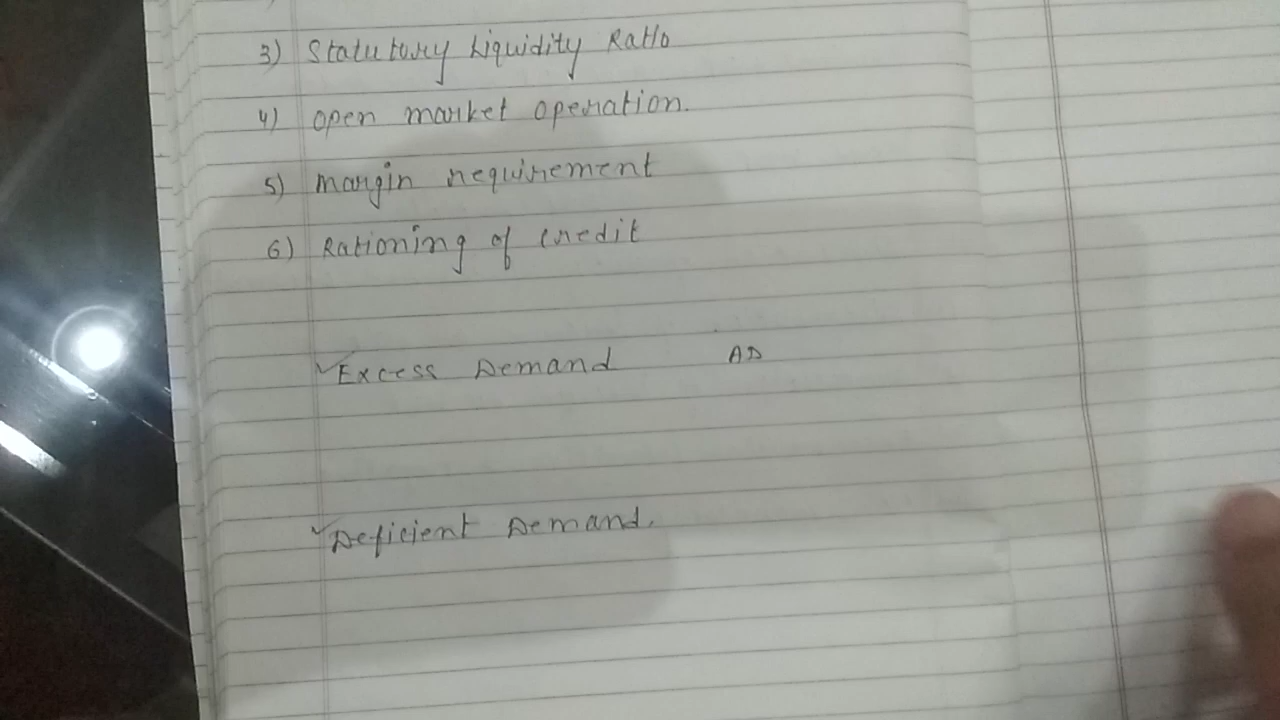 3) Statutory Liquidity Ratio
4) open market operation.
5) margin requirement
6) Rationing of credit
Excess Demand AD
Deficient Demand.